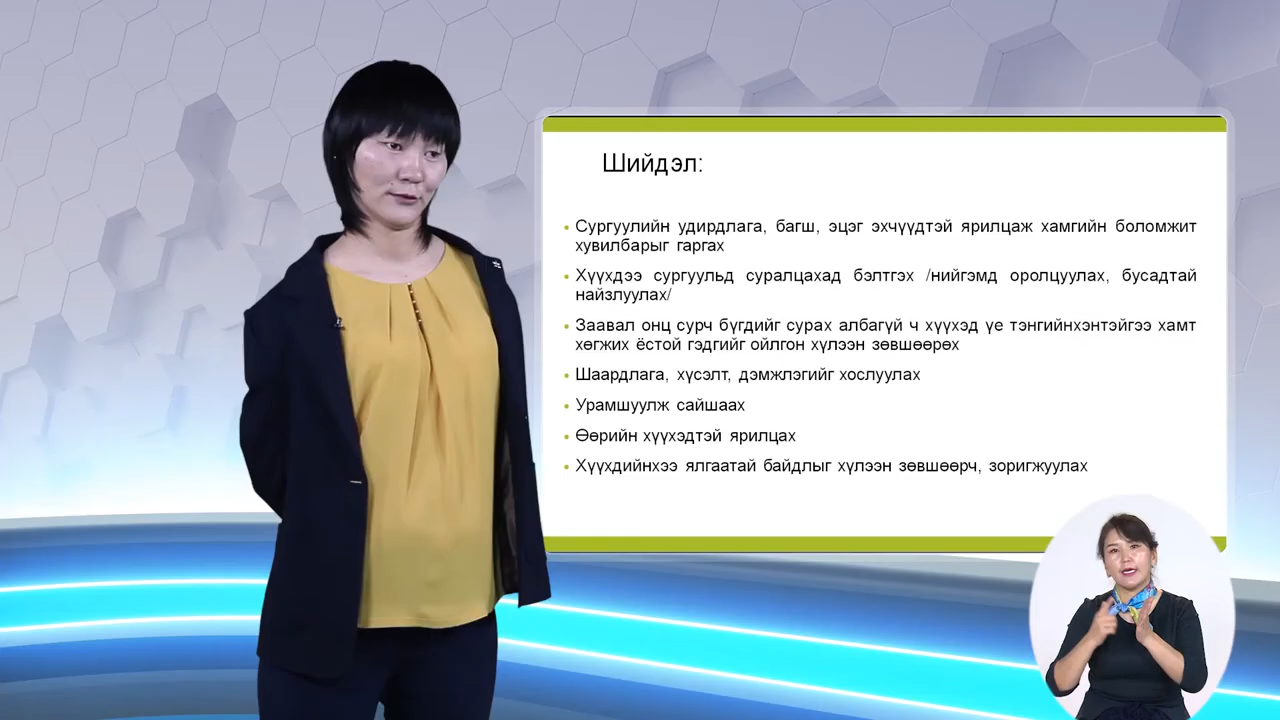 Шийдэл:
Сургуулийн удирдлага, багш, эцэг эхчүүдтэй ярилцаж хамгийн боломжит
хувилбарыг гаргах
Хүүхдээ сургуульд суралцахад бэлтгэх /нийгэмд оролцуулах, бусадтай
найзлуулах/
Заавал онц сурч бүгдийг сурах албагүй ч хүүхэд үе тэнгийнхэнтэйгээ хамт
хөгжих ёстой гэдгийг ойлгон хүлээн зөвшөөрөх
Шаардлага, хүсэлт, дэмжлэгийг хослуулах
Урамшуулж сайшаах
Өөрийн хүүхэдтэй ярилцах
Хүүхдийнхээ ялгаатай байдлыг хүлээн зөвшөөрч, зоригжуулах